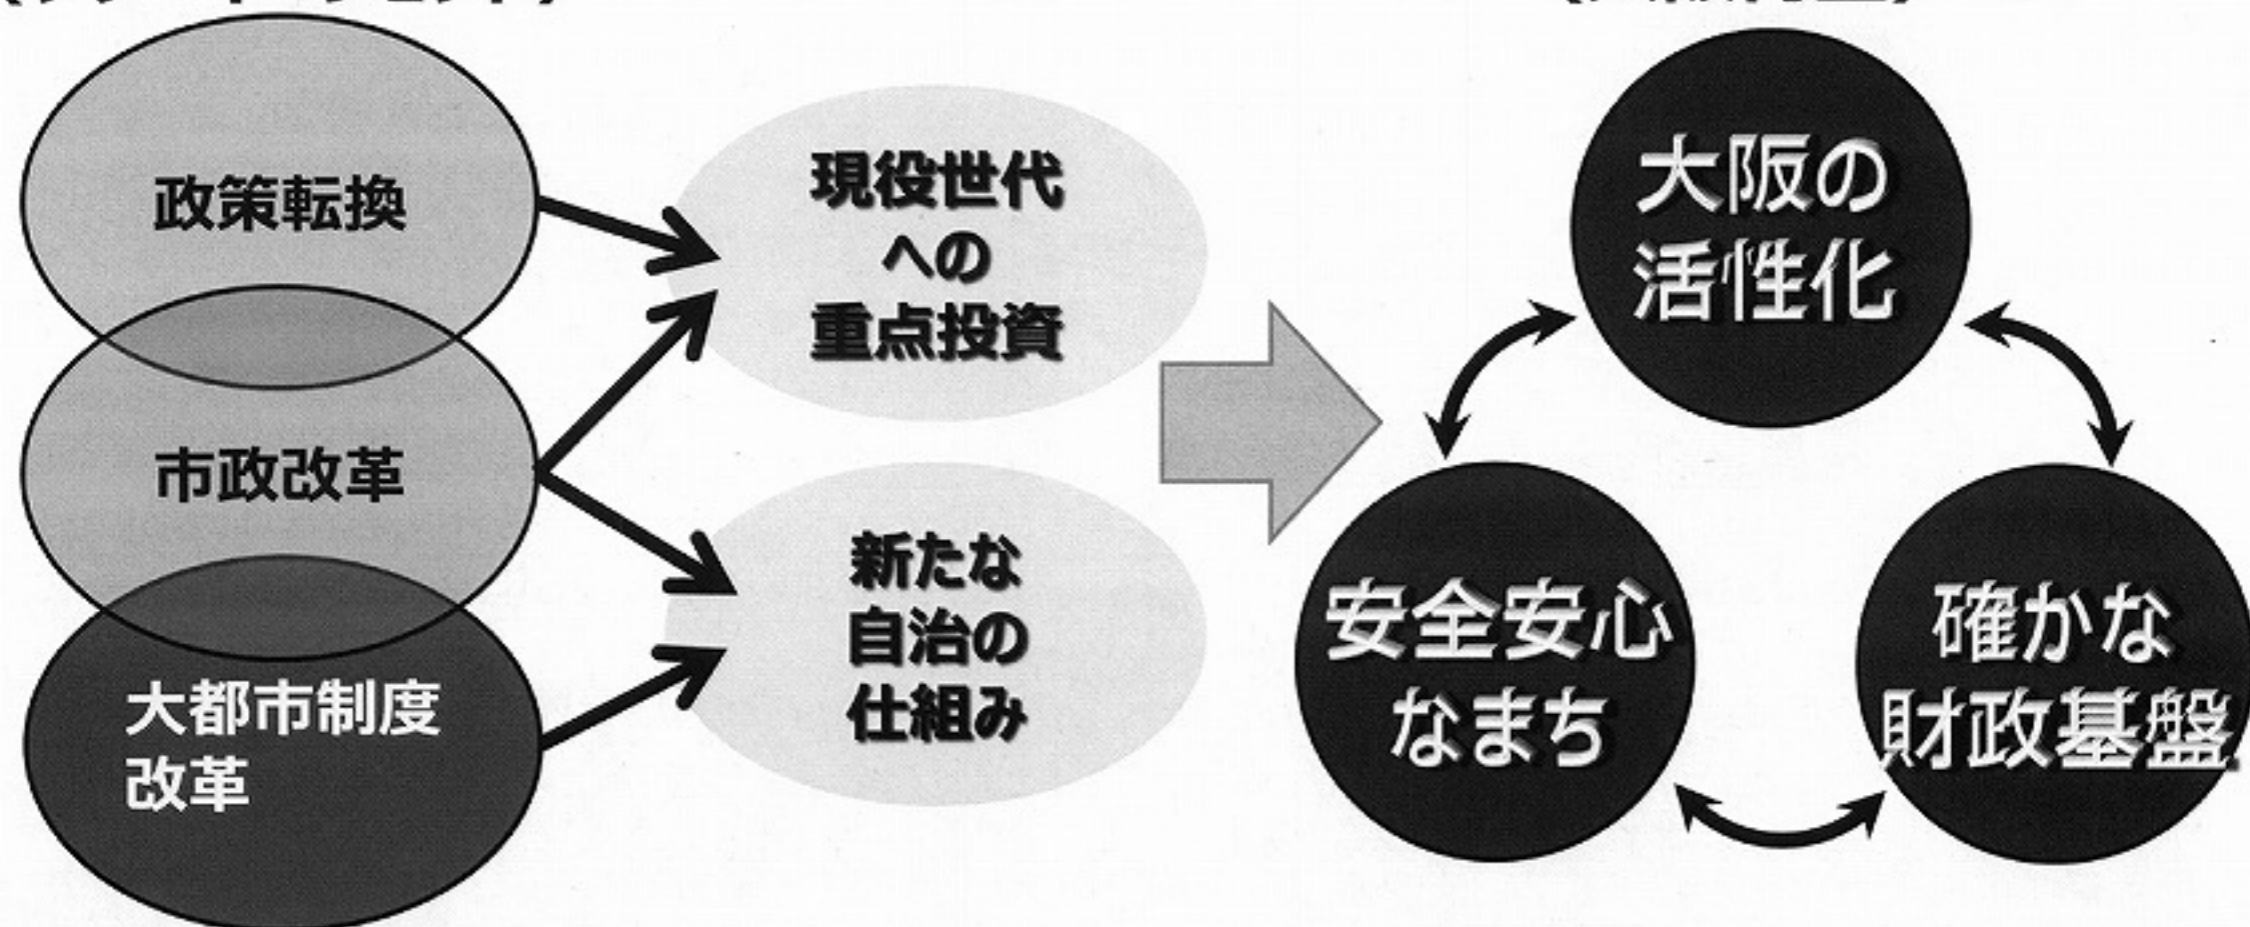 政策転換
市政改革
大都市制度
改革
現役世代
への
重点投資
新たな
自治の
仕組み
大阪の
活性化
安全安心
なまち
確かな
財政基盤